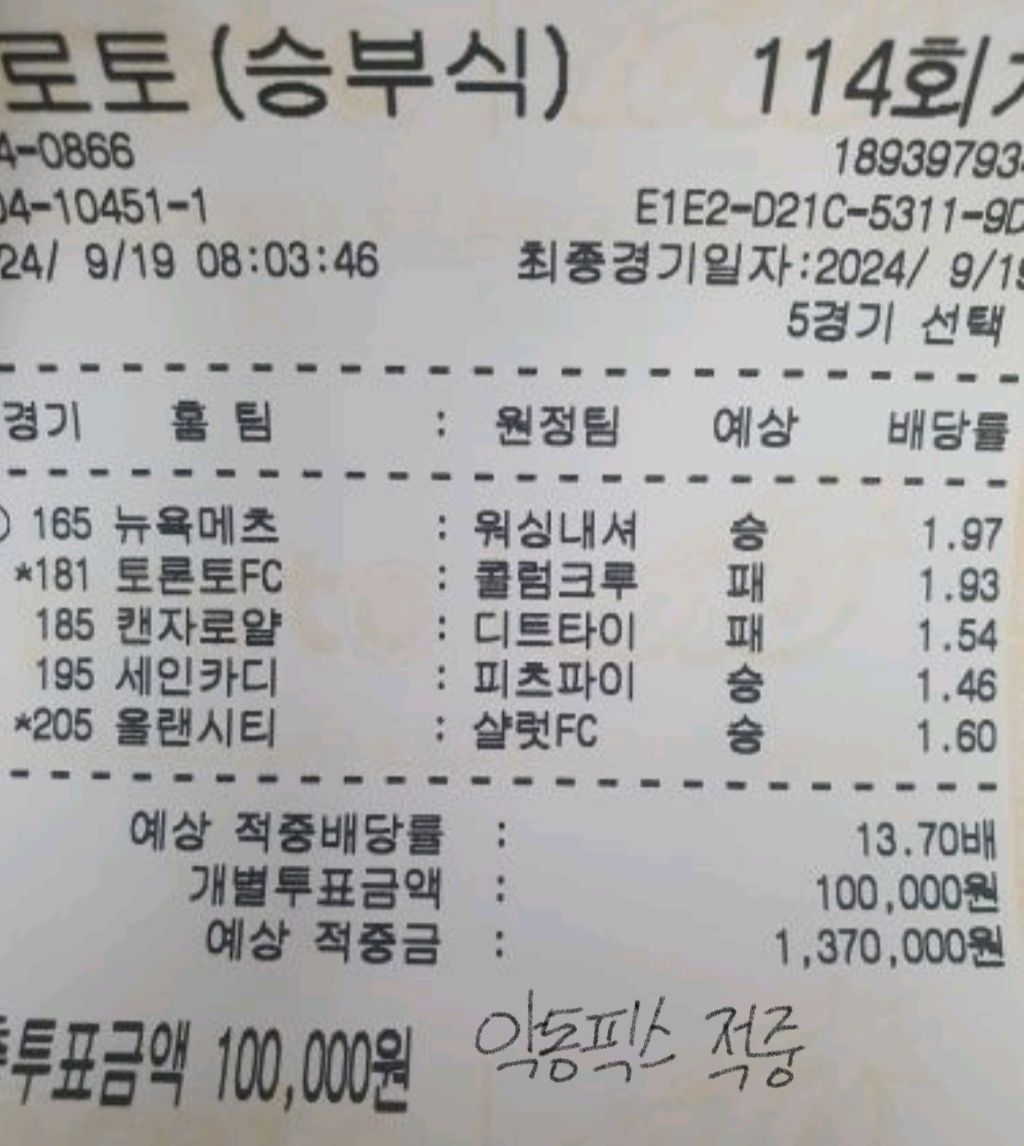 로토(승부식) 114회
4-0866 18939793
04-10451-1 E1E2-D21C-5311-9D
24/ 9/19 08:03:46 최종경기일자:2024/ 9/19
5경기 선택
경기 홈 팀 : 원정팀 예상 배당률
165 뉴욕메츠 : 워싱내셔 승 1.97
*181 토론토FC : 콜럼크루 패 1.93
185 캔자로얄 : 디트타이 패 1.54
195 세인카디 : 피츠파이 승 1.46
*205 올랜시티 : 샬럿FC 승 1.60
예상 적중배당률 : 13.70배
개별투표금액 : 100,000원
예상 적중금 : 1,370,000원
투표금액 100,000원 악동픽스 적중